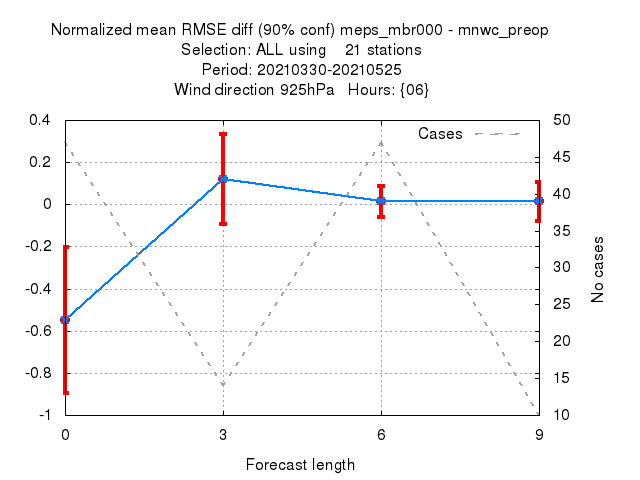 Normalized mean RMSE diff (90% conf) meps_mbr000 - mnwc_preop
Selection: ALL using 21 stations
Period: 20210330-20210525
Wind direction 925hPa Hours: {06}
Cases
0.4
0.2
0
-0.2
-0.4
-0.6
-0.8
-1
50
45
40
35
30
25
20
15
10
No cases
0 3 6 9
Forecast length